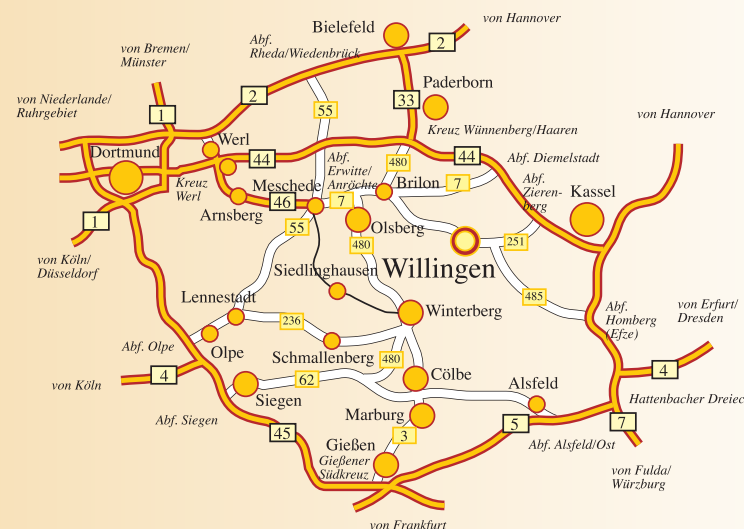 von Hannover
Bielefeld
2
von Bremen/
Münster
Abf.
Rheda/Wiedenbrück
Paderborn
2
33
55
1
von Niederlande/
Ruhrgebiet
von Hannover
Kreuz Wünnenberg/Haaren
Werl
Dortmund
44
Abf.
Erwitte/
Anröchte
480
44
Abf. Diemelstadt
Kreuz
Werl
Meschede
Brilon
7
Abf.
Zieren-
berg
Kassel
46
7
Arnsberg
1
55
Olsberg
480
251
von Köln/
Düsseldorf
Siedlinghausen
Willingen
485
Lennestadt
Winterberg
Abf.
Homberg
(Efze)
von Erfurt/
Dresden
236
Abf. Olpe
Olpe
Schmallenberg
480
von Köln
4
62
Cölbe
Alsfeld
4
Hattenbacher Dreiec
Siegen
Marburg
Abf. Siegen
45
3
5
7
Gießen
Gießener
Südkreuz
Abf. Alsfeld/Ost
von Fulda/
Würzburg
von Frankfurt